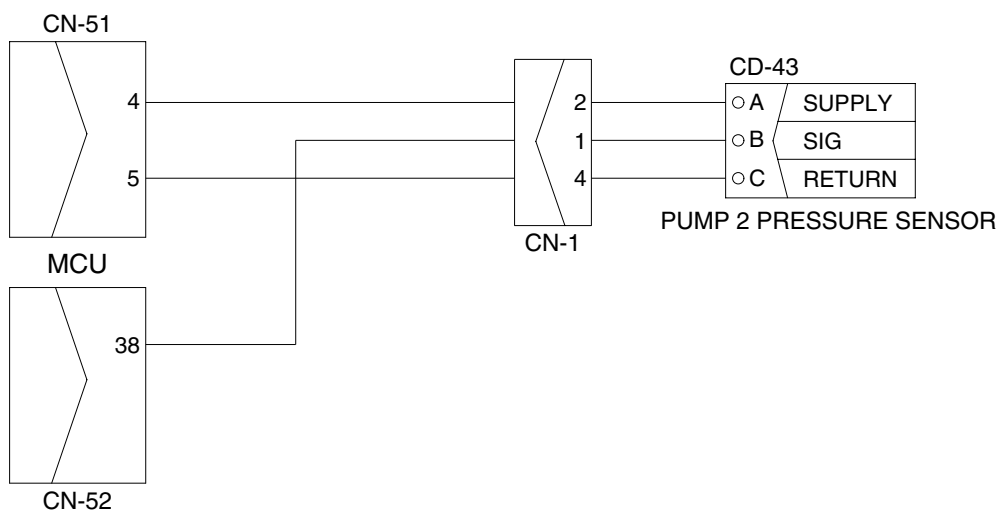 CN-51
4
5
MCU
38
CN-52
2
1
4
CN-1
CD-43
A SUPPLY
B SIG
C RETURN
PUMP 2 PRESSURE SENSOR